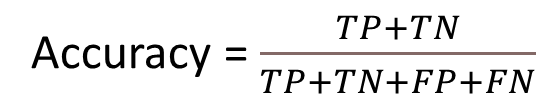 Accuracy = TP+TN / TP+TN+FP+FN